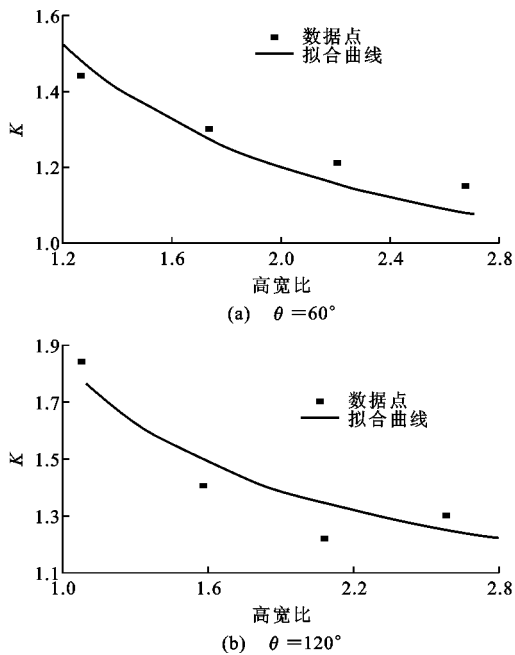 1.6
数据点
拟合曲线
1.4
K
1.2
1.0
1.2 1.6 2.0 2.4 2.8
高宽比
(a) θ =60°
1.9
数据点
1.7
拟合曲线
K
1.5
1.3
1.1
1.0 1.6 2.2 2.8
高宽比
(b) θ =120°